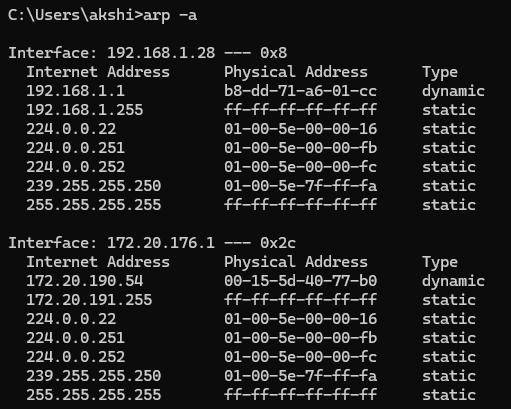 C:\Users\akshi>arp -a
Interface: 192.168.1.28 --- 0x8
  Internet Address      Physical Address      Type
  192.168.1.1           b8-dd-71-a6-01-cc     dynamic
  192.168.1.255         ff-ff-ff-ff-ff-ff     static
  224.0.0.22            01-00-5e-00-00-16     static
  224.0.0.251           01-00-5e-00-00-fb     static
  224.0.0.252           01-00-5e-00-00-fc     static
  239.255.255.250       01-00-5e-7f-ff-fa     static
  255.255.255.255       ff-ff-ff-ff-ff-ff     static
Interface: 172.20.176.1 --- 0x2c
  Internet Address      Physical Address      Type
  172.20.190.54         00-15-5d-40-77-b0     dynamic
  172.20.191.255        ff-ff-ff-ff-ff-ff     static
  224.0.0.22            01-00-5e-00-00-16     static
  224.0.0.251           01-00-5e-00-00-fb     static
  224.0.0.252           01-00-5e-00-00-fc     static
  239.255.255.250       01-00-5e-7f-ff-fa     static
  255.255.255.255       ff-ff-ff-ff-ff-ff     static